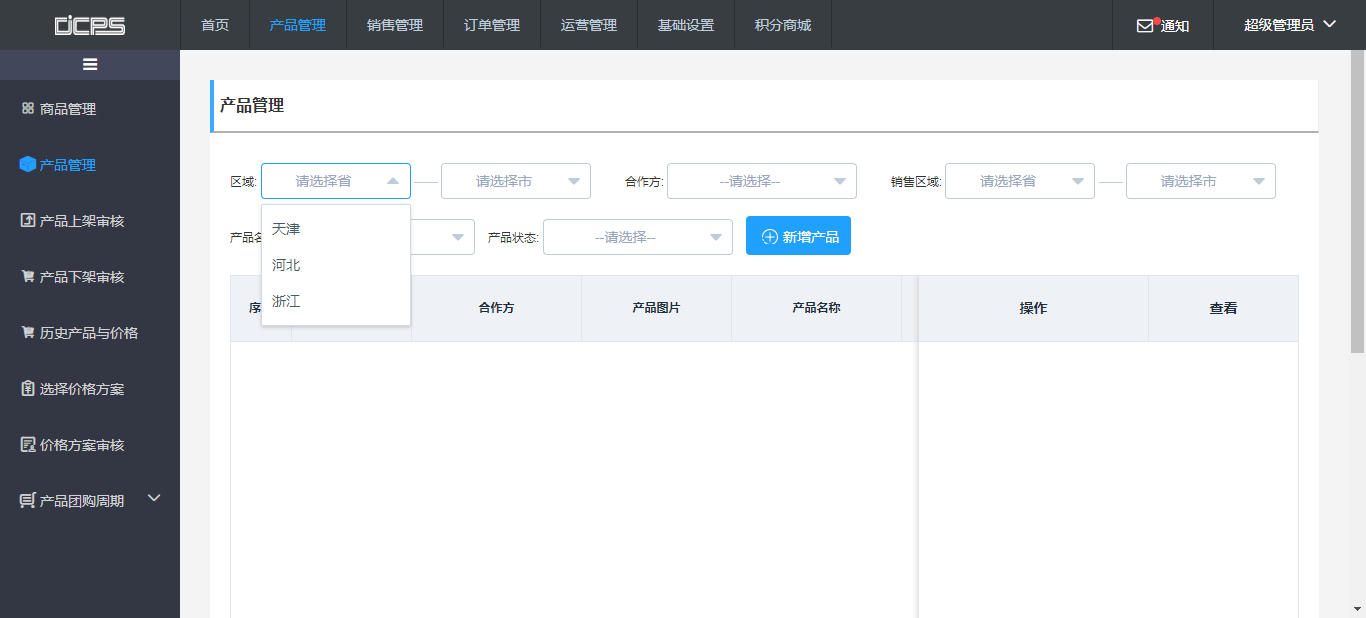 CJCPS 首页 产品管理 销售管理 订单管理 运营管理 基础设置 积分商城 通知 超级管理员
商品管理
产品管理
产品上架审核
产品下架审核
历史产品与价格
选择价格方案
价格方案审核
产品团购周期
产品管理
区域: 请选择省 请选择市 合作方: --请选择-- 销售区域: 请选择省 请选择市
天津
河北
浙江
产品名 产品状态: --请选择-- 新增产品
序 合作方 产品图片 产品名称 操作 查看